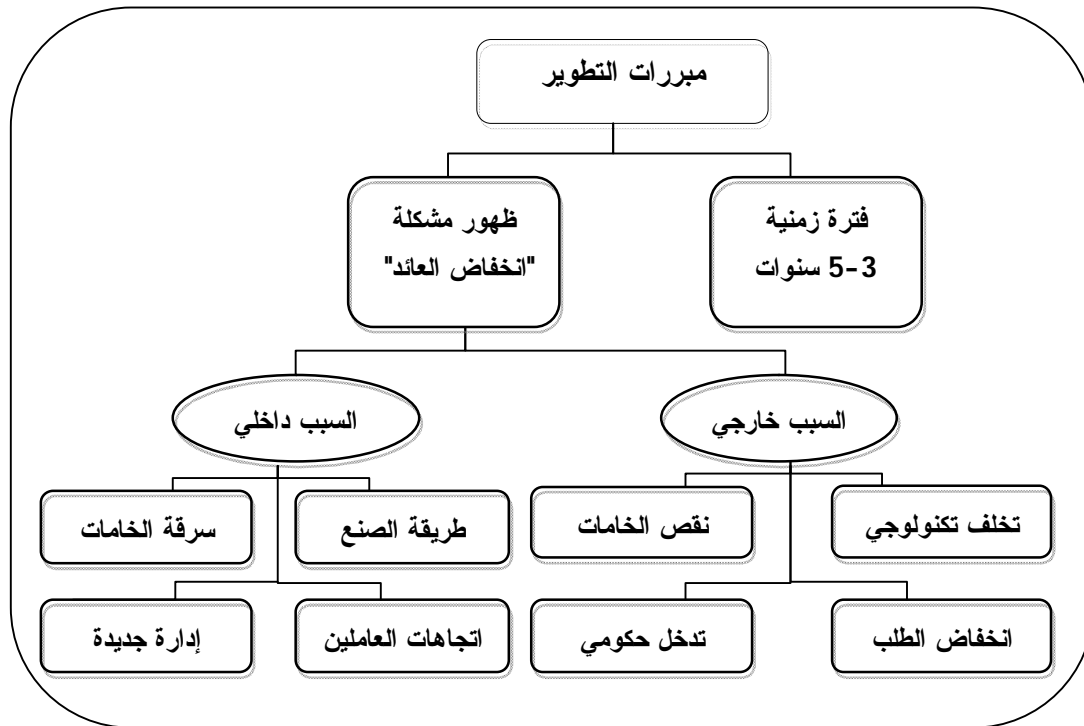 مبررات التطوير
فترة زمنية
3-5 سنوات
ظهور مشكلة
"انخفاض العائد"
السبب خارجي
السبب داخلي
تخلف تكنولوجي
نقص الخامات
طريقة الصنع
سرقة الخامات
انخفاض الطلب
تدخل حكومي
اتجاهات العاملين
إدارة جديدة